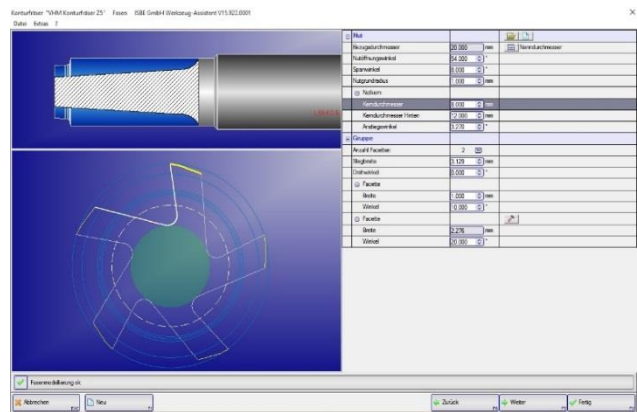 Konturfräser "VHM Konturfräser Z5" Fasen ISBE GmbH Werkzeug-Assistent V15.922.0001
Datei Extras ?
Nut
Bezugsdurchmesser 20.000 mm Nenndurchmesser
Nutöffnungswinkel 54.000 °
Spanwinkel 8.000 °
Nutgrundradius 1.000 mm
Nutkern
Kerndurchmesser 8.000 mm
Kerndurchmesser Hinten 12.000 mm
Anstiegswinkel 3.270 °
Gruppe
Anzahl Facetten 2
Stegbreite 3.129 mm
Drehwinkel 0.000 °
Facette
Breite 1.000 mm
Winkel 10.000 °
Facette
Breite 2.276 mm
Winkel 20.000 °
Fasenmodellierung ok
Abbrechen Neu Zurück Weiter Fertig